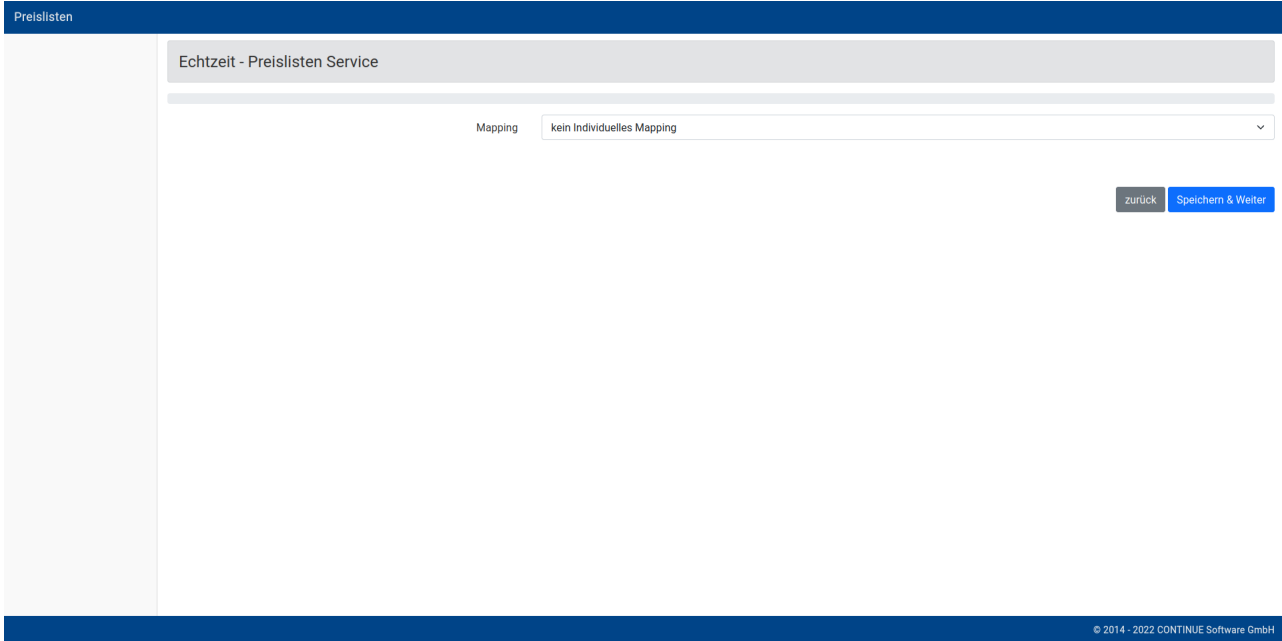 Preislisten
Echtzeit - Preislisten Service
Mapping kein Individuelles Mapping
zurück Speichern & Weiter
© 2014 - 2022 CONTINUE Software GmbH